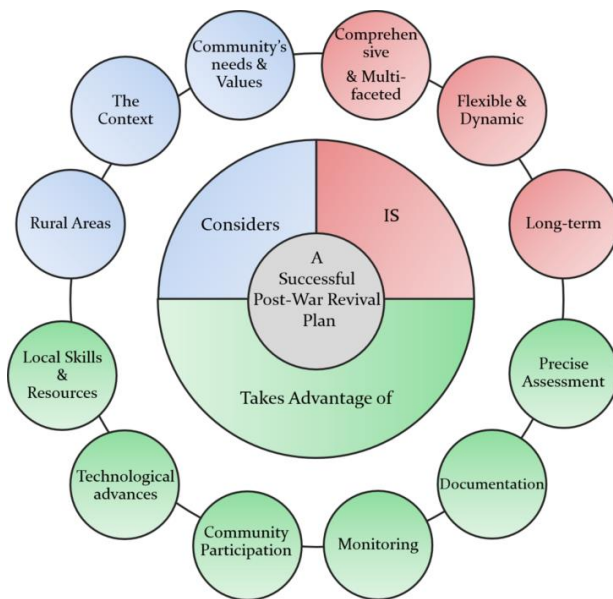 Community's
needs &
Values
Comprehen
sive
& Multi-
faceted
The
Context
Flexible &
Dynamic
Rural Areas
Long-term
Considers
IS
A
Successful
Post-War Revival
Plan
Takes Advantage of
Local Skills
&
Resources
Precise
Assessment
Technological
advances
Documentation
Community
Participation
Monitoring